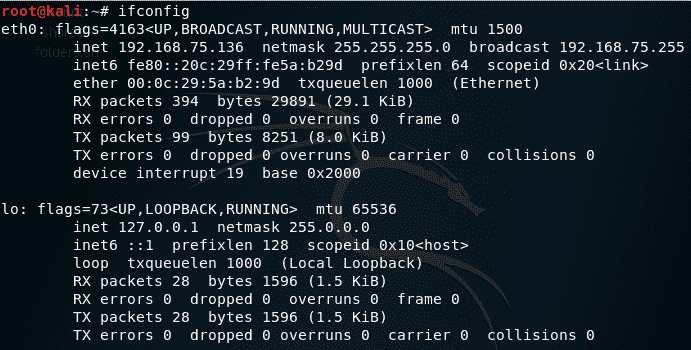 root@kali:~# ifconfig
eth0: flags=4163<UP,BROADCAST,RUNNING,MULTICAST>  mtu 1500
        inet 192.168.75.136  netmask 255.255.255.0  broadcast 192.168.75.255
        inet6 fe80::20c:29ff:fe5a:b29d  prefixlen 64  scopeid 0x20<link>
        ether 00:0c:29:5a:b2:9d  txqueuelen 1000  (Ethernet)
        RX packets 394  bytes 29891 (29.1 KiB)
        RX errors 0  dropped 0  overruns 0  frame 0
        TX packets 99  bytes 8251 (8.0 KiB)
        TX errors 0  dropped 0 overruns 0  carrier 0  collisions 0
        device interrupt 19  base 0x2000

lo: flags=73<UP,LOOPBACK,RUNNING>  mtu 65536
        inet 127.0.0.1  netmask 255.0.0.0
        inet6 ::1  prefixlen 128  scopeid 0x10<host>
        loop  txqueuelen 1000  (Local Loopback)
        RX packets 28  bytes 1596 (1.5 KiB)
        RX errors 0  dropped 0  overruns 0  frame 0
        TX packets 28  bytes 1596 (1.5 KiB)
        TX errors 0  dropped 0 overruns 0  carrier 0  collisions 0